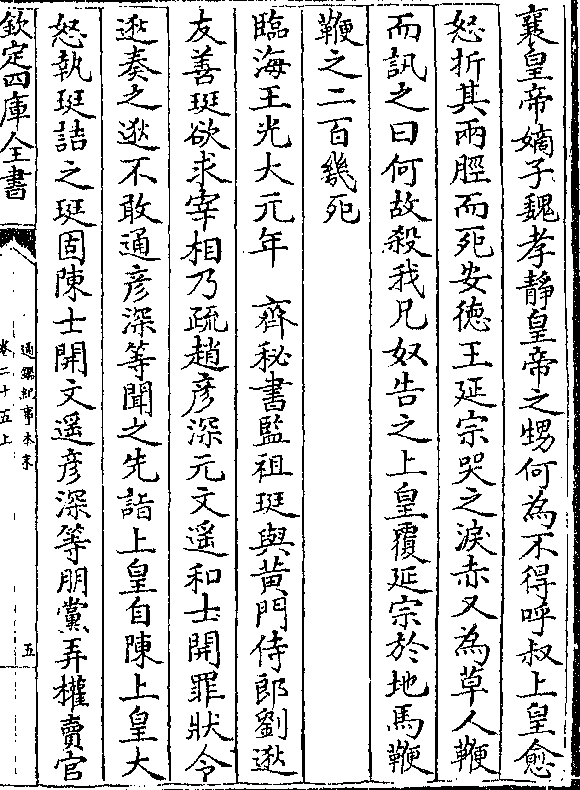 襄皇帝嫡子魏孝靜皇帝之甥何為不得呼叔上皇愈
怒折其兩脛而死安德王延宗哭之淚赤又為草人鞭
而訊之曰何故殺我兄奴告之上皇覆延宗於地馬鞭
鞭之二百幾死
臨海王光大元年　齊秘書監祖珽與黄門侍郎劉逖
友善珽欲求宰相乃疏趙彥深元文遥和士開罪狀令
逖奏之逖不敢通彥深等聞之先詣上皇自陳上皇大
怒執珽詰之珽固陳士開文遥彥深等朋黨弄權賣官
欽定四庫全書
通鑑紀事本末
卷二十五上
五